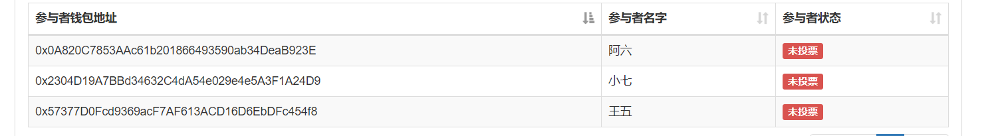 参与者钱包地址 参与者名字 参与者状态
0x0A820C7853AAc61b201866493590ab34DeaB923E 阿六 未投票
0x2304D19A7BBd34632C4dA54e029e4e5A3F1A24D9 小七 未投票
0x57377D0Fcd9369acF7AF613ACD16D6EbDFc454f8 王五 未投票